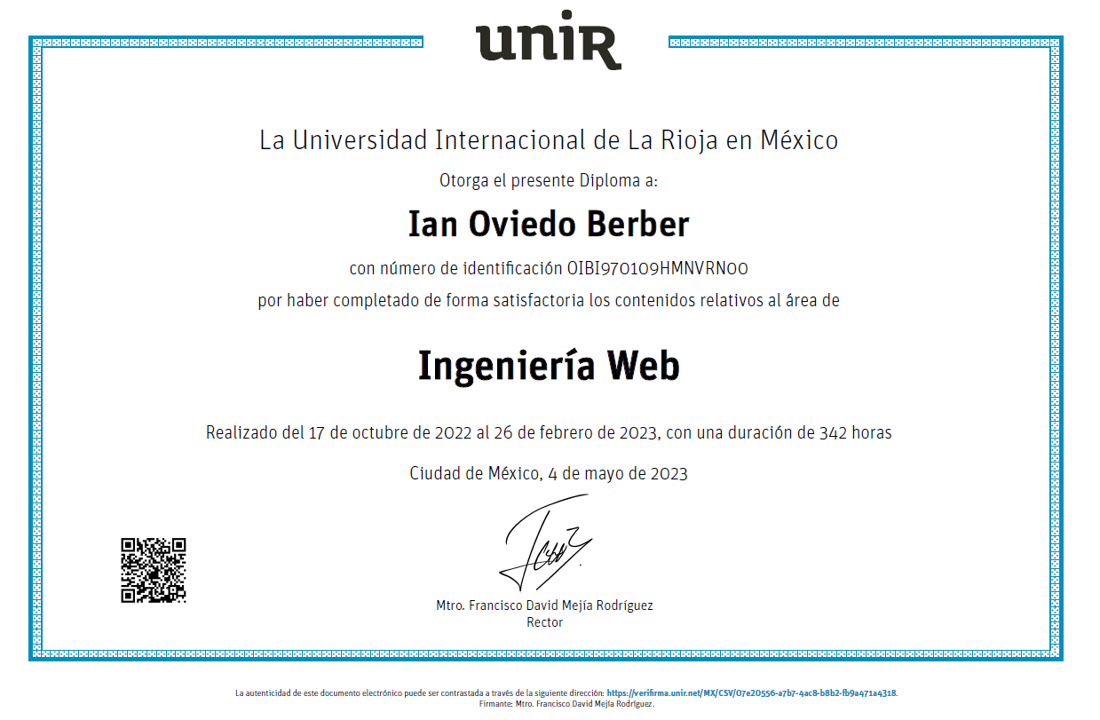 unir
La Universidad Internacional de La Rioja en México
Otorga el presente Diploma a:
Ian Oviedo Berber
con número de identificación OIBI970109HMNVRN00
por haber completado de forma satisfactoria los contenidos relativos al área de
Ingeniería Web
Realizado del 17 de octubre de 2022 al 26 de febrero de 2023, con una duración de 342 horas
Ciudad de México, 4 de mayo de 2023
Mtro. Francisco David Mejía Rodríguez
Rector
La autenticidad de este documento electrónico puede ser contrastada a través de la siguiente dirección: https://verifirma.unir.net/MX/CSV/07e20556-a7b7-4ac8-b8b2-fb9a471a4318.
Firmante: Mtro. Francisco David Mejía Rodríguez.